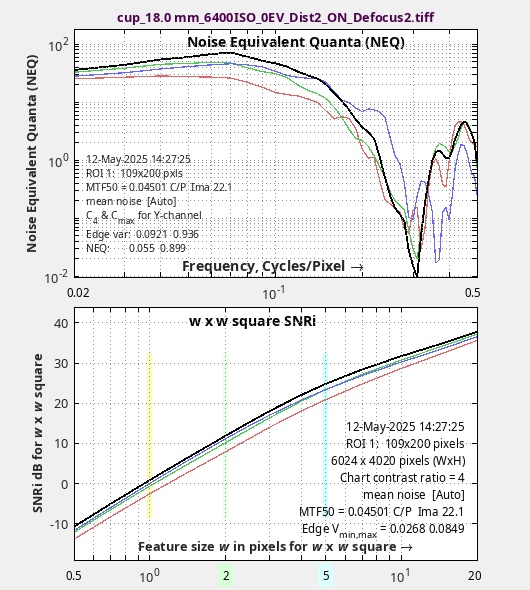 cup_18.0 mm_6400ISO_0EV_Dist2_ON_Defocus2.tiff
Noise Equivalent Quanta (NEQ)
Noise Equivalent Quanta (NEQ)
10²
10⁰
10⁻²
12-May-2025 14:27:25
ROI 1: 109x200 pxls
MTF50 = 0.04501 C/P Ima 22.1
mean noise [Auto]
C₄ & Cmax for Y-channel
Edge var: 0.0921 0.936
NEQ: 0.055 0.899
Frequency, Cycles/Pixel →
0.02 10⁻¹ 0.5
w x w square SNRi
SNRi dB for w x w square
40
30
20
10
0
-10
12-May-2025 14:27:25
ROI 1: 109x200 pixels
6024 x 4020 pixels (WxH)
Chart contrast ratio = 4
mean noise [Auto]
MTF50 = 0.04501 C/P Ima 22.1
Edge Vmin,max = 0.0268 0.0849
Feature size w in pixels for w x w square →
0.5 10⁰ 2 5 10¹ 20